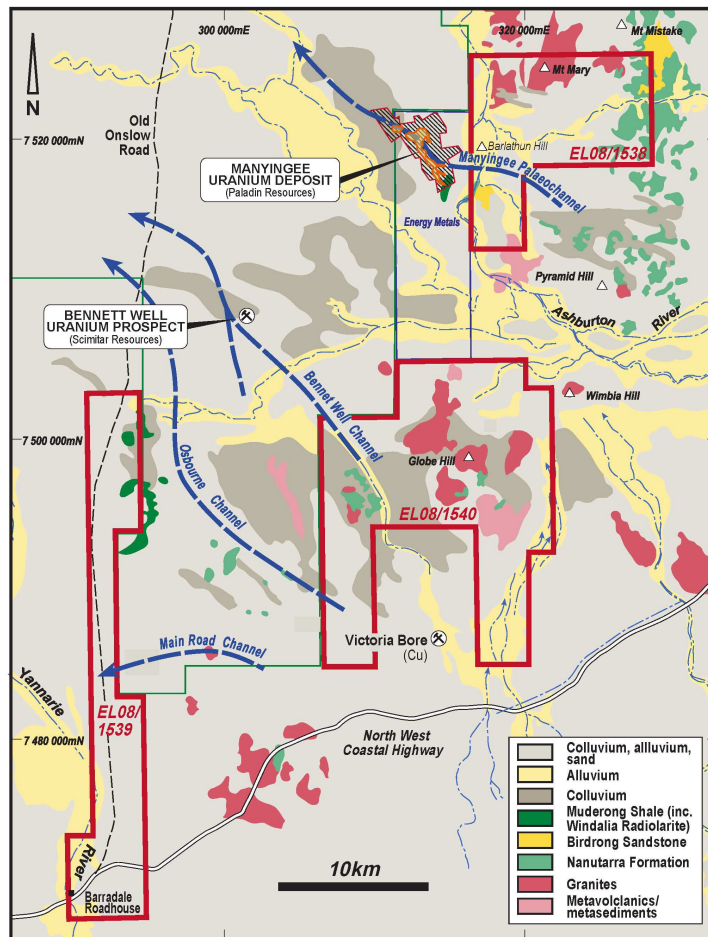 300 000mE
320 000mE
Mt Mistake
Mt Mary
N
Old
Onslow
Road
7 520 000mN
Barlathun Hill
EL08/1538
MANYINGEE
URANIUM DEPOSIT
(Paladin Resources)
Manyingee Palaeochannel
Energy Metals
Pyramid Hill
Ashburton
River
BENNETT WELL
URANIUM PROSPECT
(Scimitar Resources)
Bennet Well Channel
Wimbia Hill
7 500 000mN
Osbourne Channel
Globe Hill
EL08/1540
Victoria Bore
(Cu)
Main Road Channel
Yannarie
EL08/
1539
7 480 000mN
North West
Coastal Highway
River
Barradale
Roadhouse
10km
Colluvium, allluvium,
sand
Alluvium
Colluvium
Muderong Shale (inc.
Windalia Radiolarite)
Birdrong Sandstone
Nanutarra Formation
Granites
Metavolcanics/
metasediments